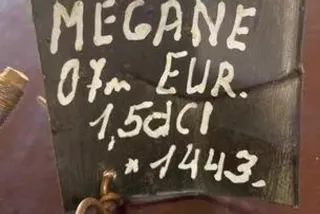 MEGANE
07m EUR.
1,5dCI
*1443.